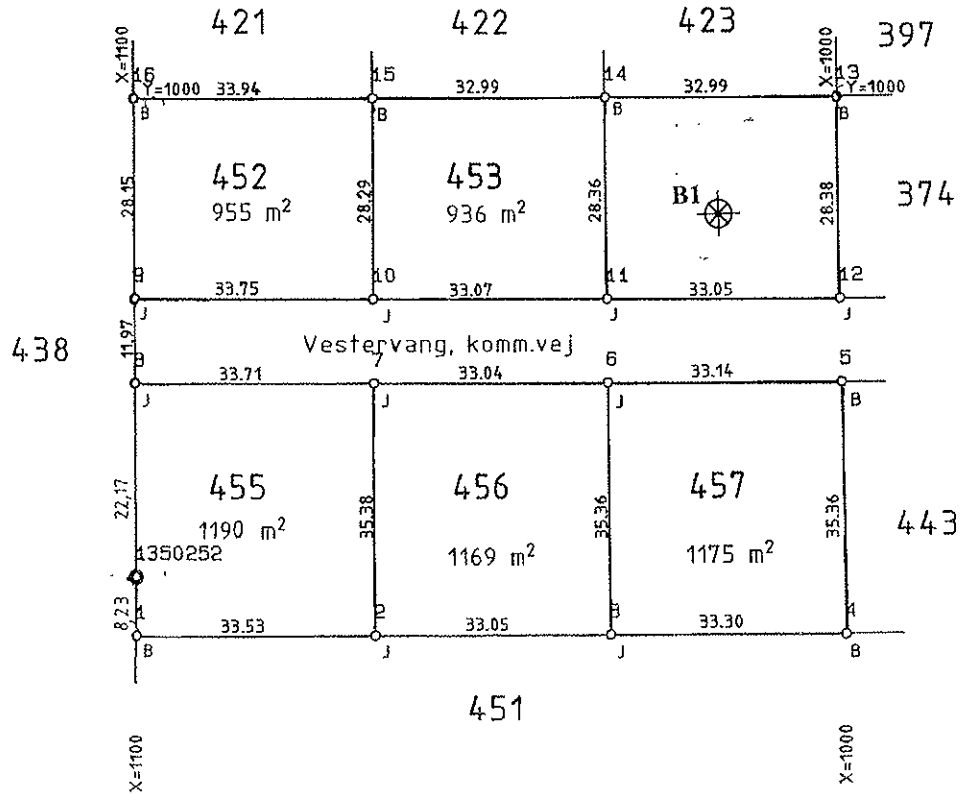 421 422 423 397
X=1100 X=1000
16 15 14 13
Y=1000 33.94 32.99 32.99 Y=1000
B B B B
28.15 452 28.29 453 28.36 B1 28.38 374
955 m² 936 m²
9 10 11 12
33.75 33.07 33.05
J J J J
438 11,97 Vestervang, komm.vej
8 7 6 5
33.71 33.04 33.14
J J J B
22,17 455 35.38 456 35.36 457 35.36 443
1190 m² 1169 m² 1175 m²
1350252
8,23 1 2 3 4
33.53 33.05 33.30
B J J B
451
X=1100 X=1000